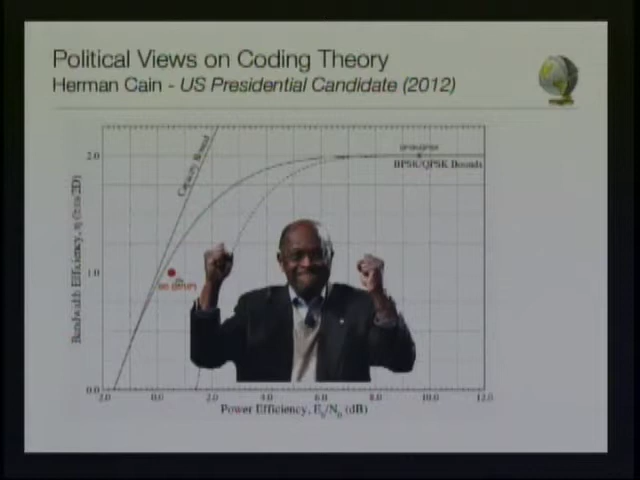 Political Views on Coding Theory
Herman Cain - US Presidential Candidate (2012)
Capacity Bound
BPSK/QPSK Bounds
Bandwidth Efficiency, η (bits/2D)
2.0
1.0
0.0
2.0 0.0 2.0 4.0 6.0 8.0 10.0 12.0
Power Efficiency, Eb/N0 (dB)